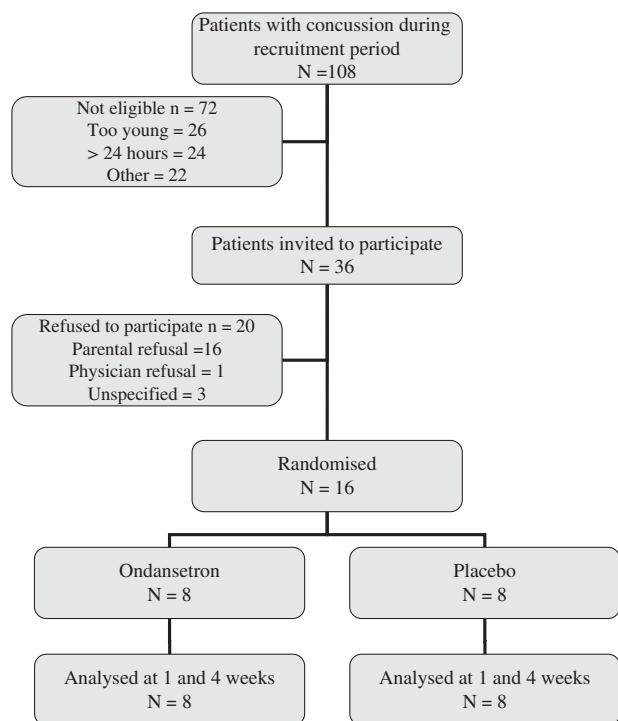 Patients with concussion during
recruitment period
N =108
Not eligible n = 72
Too young = 26
> 24 hours = 24
Other = 22
Patients invited to participate
N = 36
Refused to participate n = 20
Parental refusal =16
Physician refusal = 1
Unspecified = 3
Randomised
N = 16
Ondansetron
N = 8
Placebo
N = 8
Analysed at 1 and 4 weeks
N = 8
Analysed at 1 and 4 weeks
N = 8